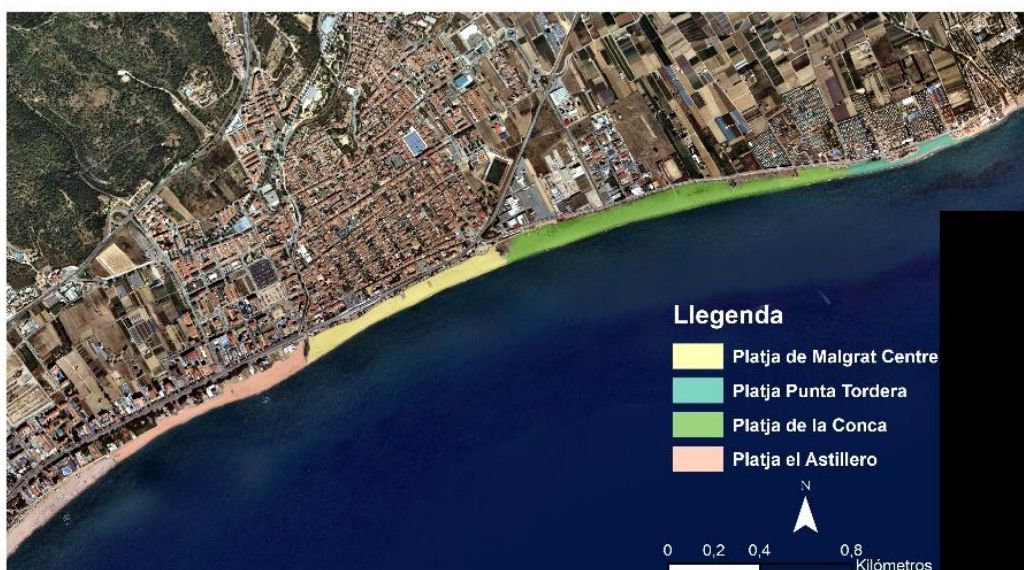 Llegenda
Platja de Malgrat Centre
Platja Punta Tordera
Platja de la Conca
Platja el Astillero
N
0 0,2 0,4 0,8
Kilómetros